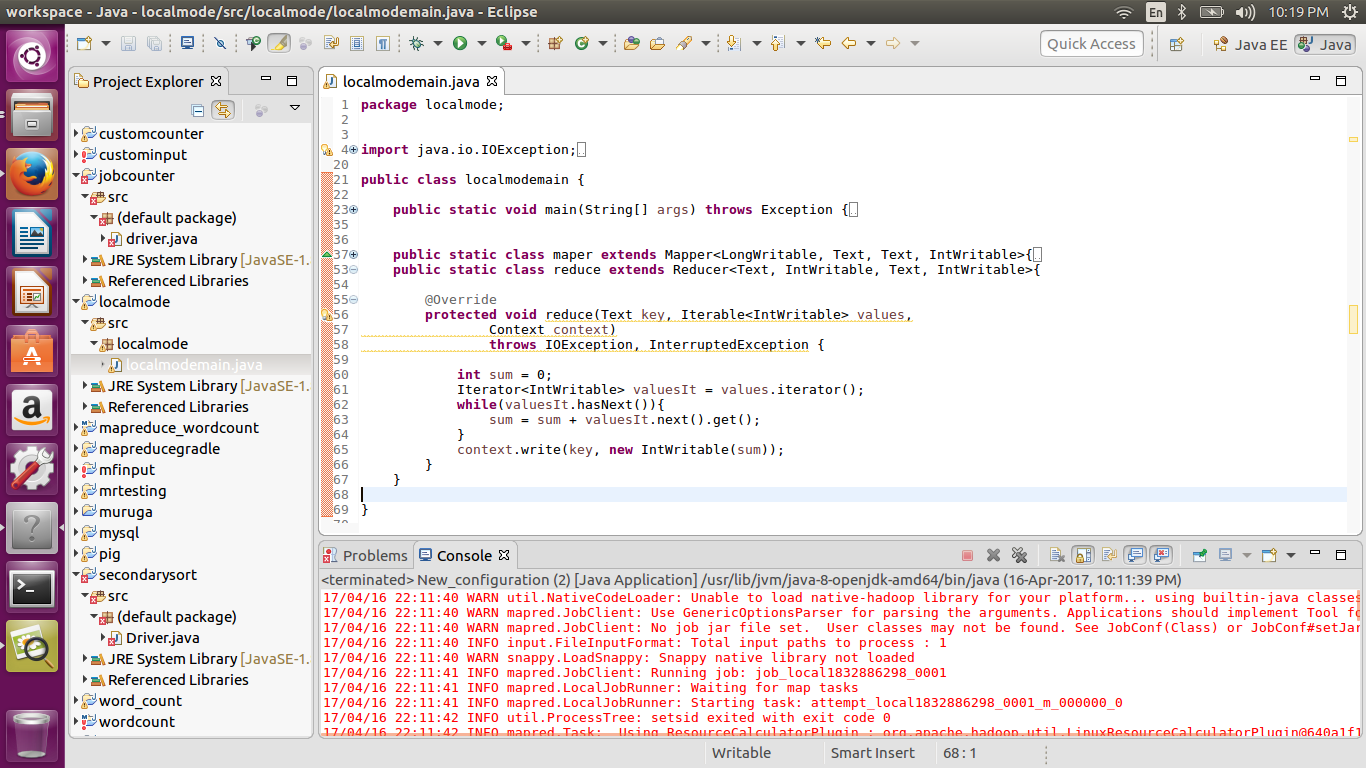 workspace - Java - localmode/src/localmode/localmodemain.java - Eclipse
En
10:19 PM
Quick Access
Java EE
Java
Project Explorer
customcounter
custominput
jobcounter
src
(default package)
driver.java
JRE System Library [JavaSE-1.
Referenced Libraries
localmode
src
localmode
localmodemain.java
JRE System Library [JavaSE-1.
Referenced Libraries
mapreduce_wordcount
mapreducegradle
mfinput
mrtesting
muruga
mysql
pig
secondarysort
src
(default package)
Driver.java
JRE System Library [JavaSE-1.
Referenced Libraries
word_count
wordcount
localmodemain.java
1 package localmode;
2
3
4 import java.io.IOException;
20
21 public class localmodemain {
22
23 public static void main(String[] args) throws Exception {
35
36
37 public static class maper extends Mapper<LongWritable, Text, Text, IntWritable>{
53 public static class reduce extends Reducer<Text, IntWritable, Text, IntWritable>{
54
55 @Override
56 protected void reduce(Text key, Iterable<IntWritable> values,
57 Context context)
58 throws IOException, InterruptedException {
59
60 int sum = 0;
61 Iterator<IntWritable> valuesIt = values.iterator();
62 while(valuesIt.hasNext()){
63 sum = sum + valuesIt.next().get();
64 }
65 context.write(key, new IntWritable(sum));
66 }
67 }
68
69 }
70
Problems
Console
<terminated> New_configuration (2) [Java Application] /usr/lib/jvm/java-8-openjdk-amd64/bin/java (16-Apr-2017, 10:11:39 PM)
17/04/16 22:11:40 WARN util.NativeCodeLoader: Unable to load native-hadoop library for your platform... using builtin-java classes
17/04/16 22:11:40 WARN mapred.JobClient: Use GenericOptionsParser for parsing the arguments. Applications should implement Tool fo
17/04/16 22:11:40 WARN mapred.JobClient: No job jar file set.  User classes may not be found. See JobConf(Class) or JobConf#setJar
17/04/16 22:11:40 INFO input.FileInputFormat: Total input paths to process : 1
17/04/16 22:11:40 WARN snappy.LoadSnappy: Snappy native library not loaded
17/04/16 22:11:41 INFO mapred.JobClient: Running job: job_local1832886298_0001
17/04/16 22:11:41 INFO mapred.LocalJobRunner: Waiting for map tasks
17/04/16 22:11:41 INFO mapred.LocalJobRunner: Starting task: attempt_local1832886298_0001_m_000000_0
17/04/16 22:11:42 INFO util.ProcessTree: setsid exited with exit code 0
17/04/16 22:11:42 INFO mapred.Task:  Using ResourceCalculatorPlugin : org.apache.hadoop.util.LinuxResourceCalculatorPlugin@640a1f1
Writable
Smart Insert
68 : 1